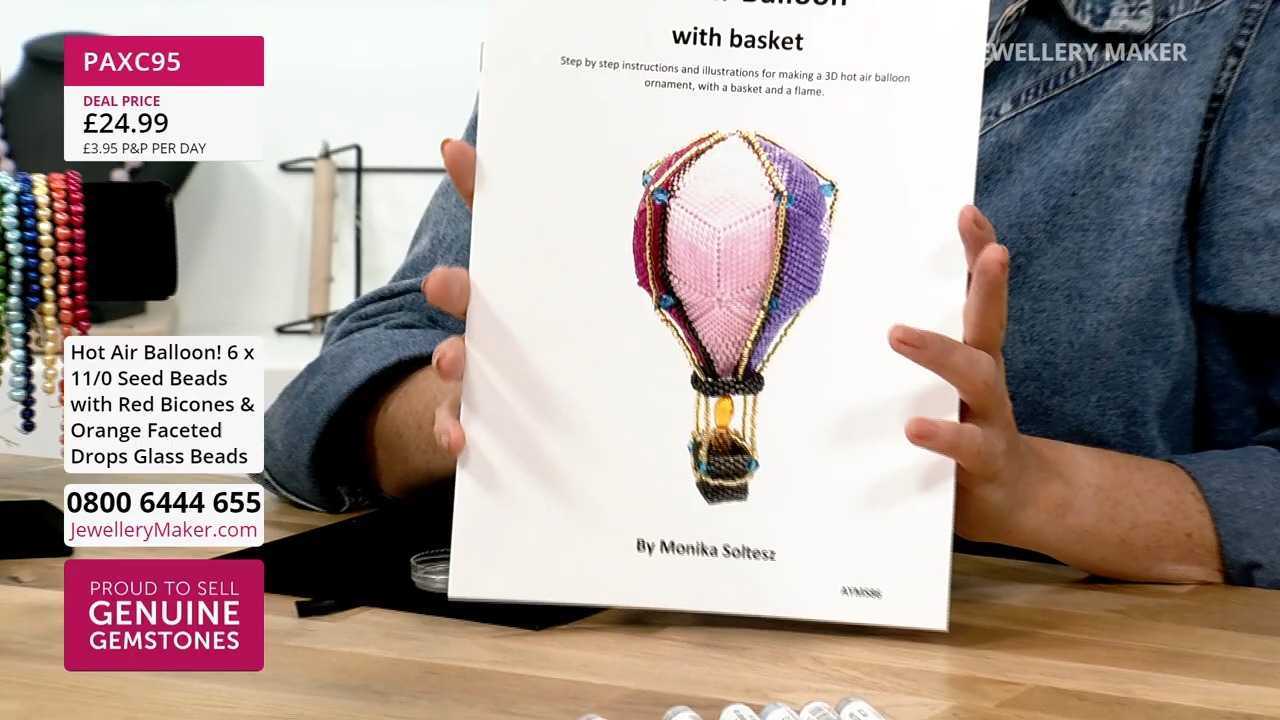 PAXC95
DEAL PRICE
£24.99
£3.95 P&P PER DAY
Hot Air Balloon! 6 x
11/0 Seed Beads
with Red Bicones &
Orange Faceted
Drops Glass Beads
0800 6444 655
JewelleryMaker.com
PROUD TO SELL
GENUINE
GEMSTONES
Balloon
with basket
Step by step instructions and illustrations for making a 3D hot air balloon
ornament, with a basket and a flame.
By Monika Soltesz
JEWELLERY MAKER